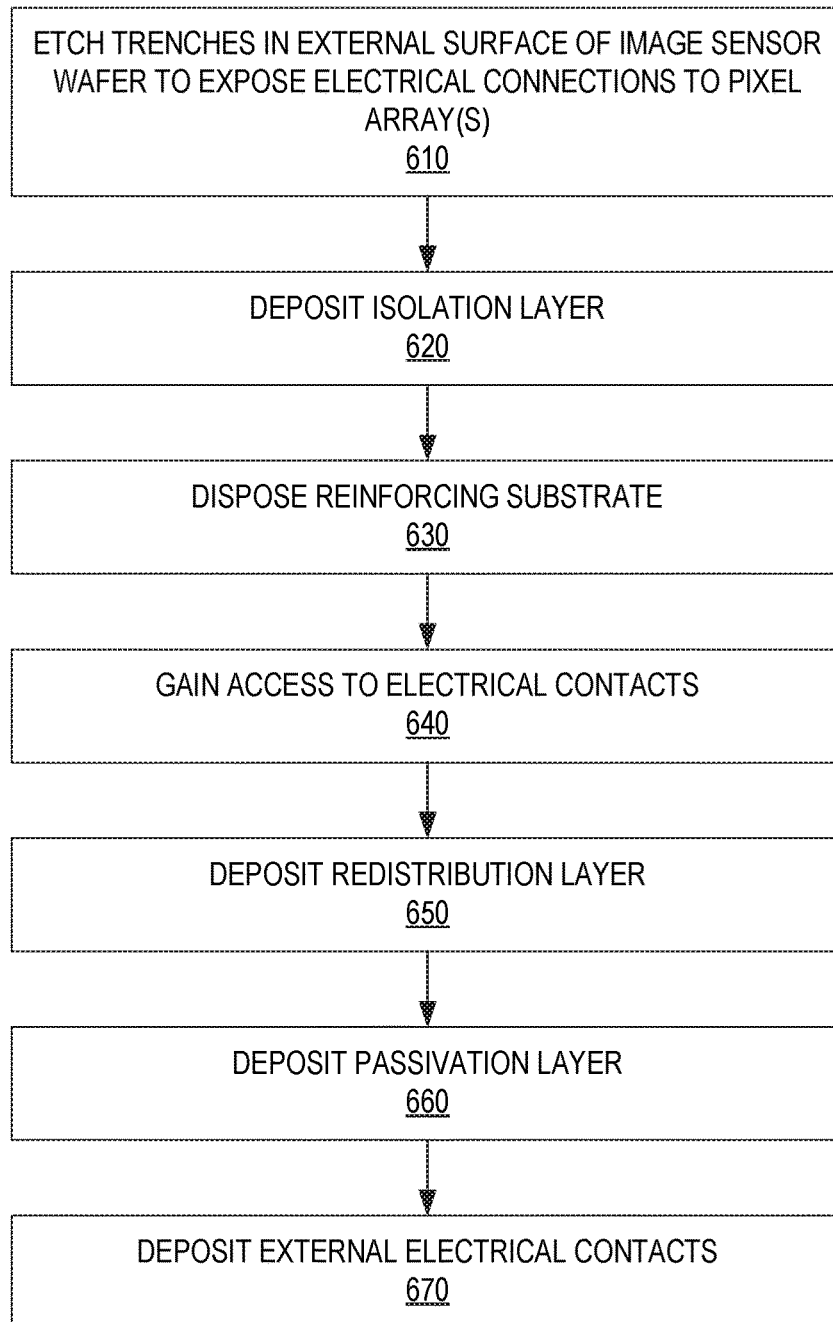 ETCH TRENCHES IN EXTERNAL SURFACE OF IMAGE SENSOR
WAFER TO EXPOSE ELECTRICAL CONNECTIONS TO PIXEL
ARRAY(S)
610
DEPOSIT ISOLATION LAYER
620
DISPOSE REINFORCING SUBSTRATE
630
GAIN ACCESS TO ELECTRICAL CONTACTS
640
DEPOSIT REDISTRIBUTION LAYER
650
DEPOSIT PASSIVATION LAYER
660
DEPOSIT EXTERNAL ELECTRICAL CONTACTS
670